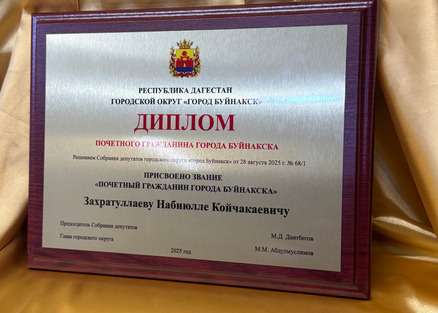 РЕСПУБЛИКА ДАГЕСТАН
ГОРОДСКОЙ ОКРУГ «ГОРОД БУЙНАКСК»
ДИПЛОМ
ПОЧЕТНОГО ГРАЖДАНИНА ГОРОДА БУЙНАКСКА
Решением Собрания депутатов городского округа «город Буйнакск» от 28 августа 2025 г. № 68/1
ПРИСВОЕНО ЗВАНИЕ
«ПОЧЕТНЫЙ ГРАЖДАНИН ГОРОДА БУЙНАКСКА»
Захратуллаеву Набиюлле Койчакаевичу
Председатель Собрания депутатов
М.Д. Даитбегов
Глава городского округа
М.М. Абдулмуслимов
2025 год